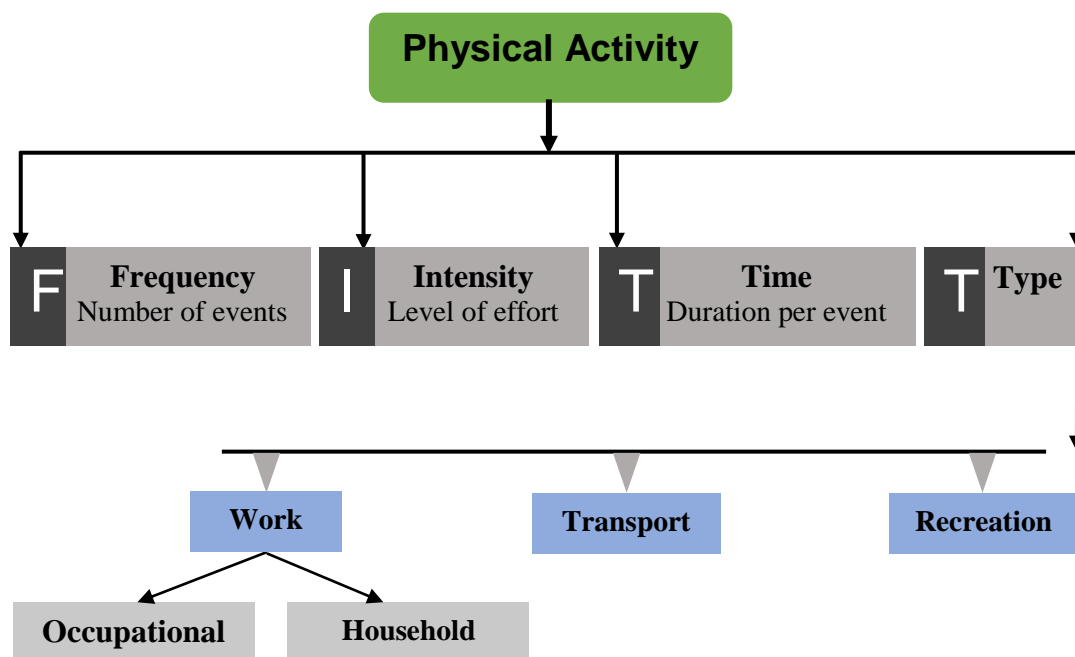 Physical Activity
F
Frequency
Number of events
I
Intensity
Level of effort
T
Time
Duration per event
T
Type
Work
Transport
Recreation
Occupational
Household